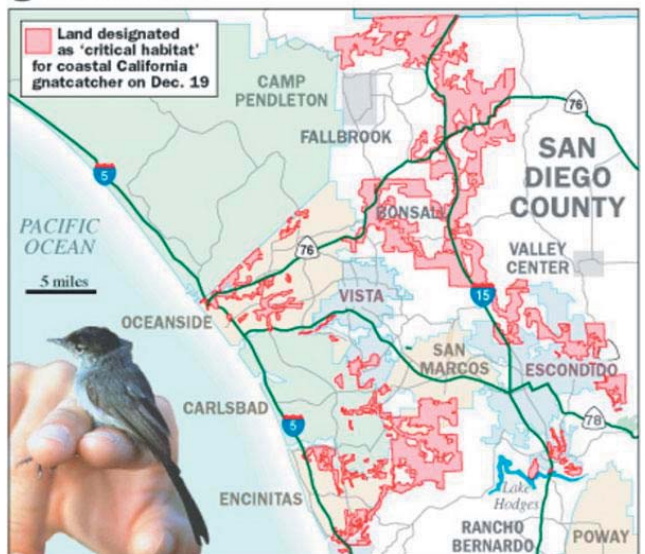 Land designated
as ‘critical habitat’
for coastal California
gnatcatcher on Dec. 19
CAMP
PENDLETON
76
FALLBROOK
SAN
DIEGO
COUNTY
5
BONSALL
PACIFIC
OCEAN
76
VALLEY
CENTER
5 miles
VISTA
15
OCEANSIDE
SAN
MARCOS
ESCONDIDO
CARLSBAD
5
78
ENCINITAS
Lake
Hodges
RANCHO
BERNARDO
POWAY